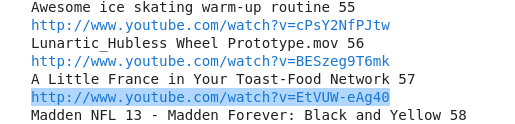 Awesome ice skating warm-up routine 55
http://www.youtube.com/watch?v=cPsY2NfPJtw
Lunartic_Hubless Wheel Prototype.mov 56
http://www.youtube.com/watch?v=BESzeg9T6mk
A Little France in Your Toast-Food Network 57
http://www.youtube.com/watch?v=EtVUW-eAg40
Madden NFL 13 - Madden Forever: Black and Yellow 58